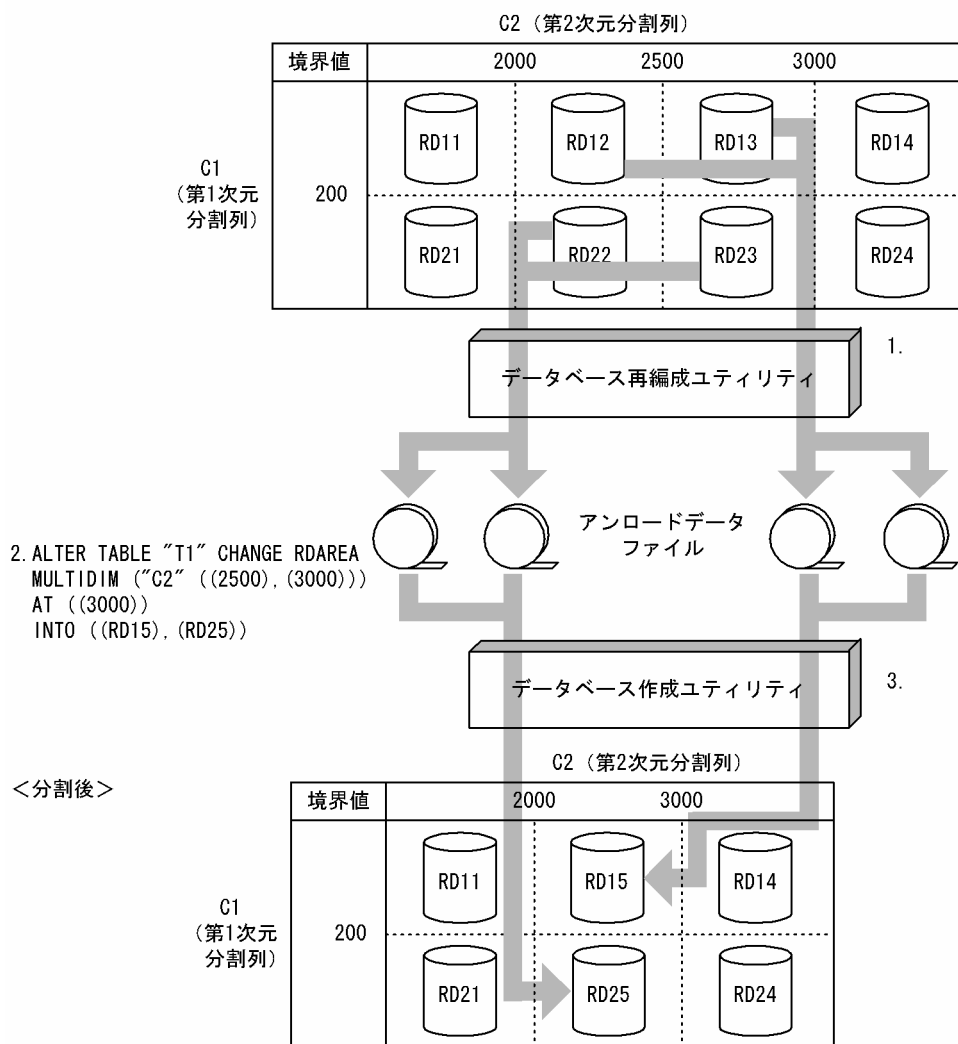 C2（第2次元分割列）
境界値
2000
2500
3000
RD11
RD12
RD13
RD14
C1
（第1次元
分割列）
200
RD21
RD22
RD23
RD24
1.
データベース再編成ユティリティ
アンロードデータ
ファイル
2.ALTER TABLE "T1" CHANGE RDAREA
MULTIDIM ("C2" ((2500),(3000)))
AT ((3000))
INTO ((RD15),(RD25))
データベース作成ユティリティ
3.
＜分割後＞
C2（第2次元分割列）
境界値
2000
3000
RD11
RD15
RD14
C1
（第1次元
分割列）
200
RD21
RD25
RD24